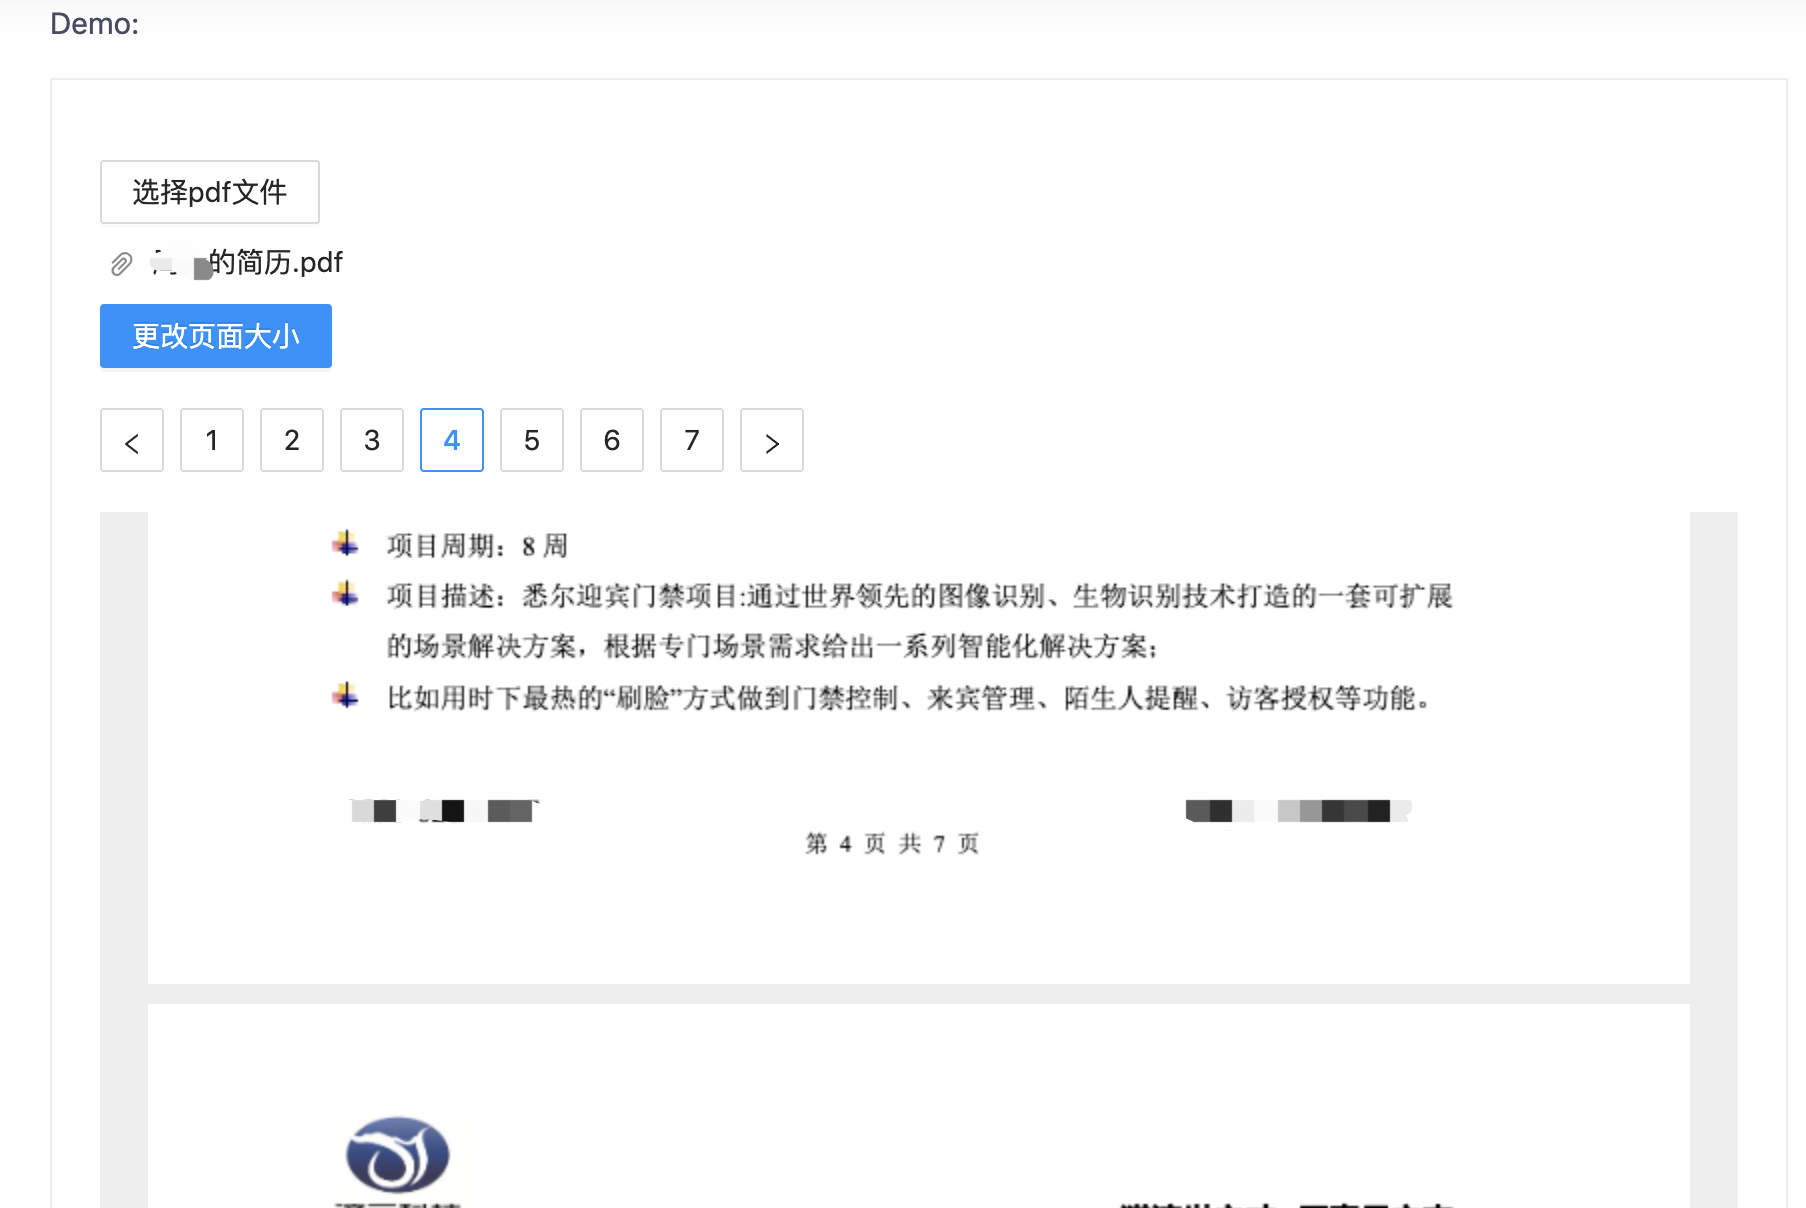 Demo:
选择pdf文件
的简历.pdf
更改页面大小
< 1 2 3 4 5 6 7 >
项目周期：8 周
项目描述：悉尔迎宾门禁项目:通过世界领先的图像识别、生物识别技术打造的一套可扩展
的场景解决方案，根据专门场景需求给出一系列智能化解决方案；
比如用时下最热的“刷脸”方式做到门禁控制、来宾管理、陌生人提醒、访客授权等功能。
第 4 页 共 7 页